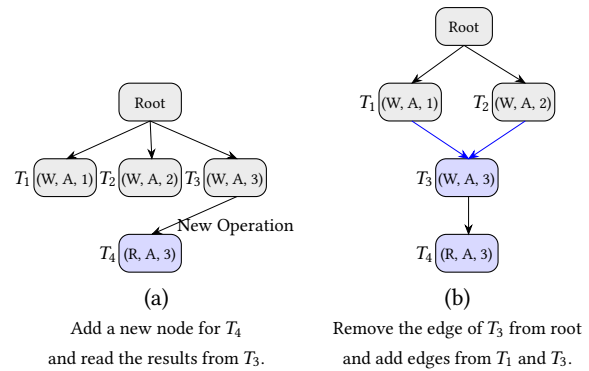 Root
T1 (W, A, 1) T2 (W, A, 2) T3 (W, A, 3)
New Operation
T4 (R, A, 3)
(a)
Add a new node for T4
and read the results from T3.
Root
T1 (W, A, 1) T2 (W, A, 2)
T3 (W, A, 3)
T4 (R, A, 3)
(b)
Remove the edge of T3 from root
and add edges from T1 and T3.